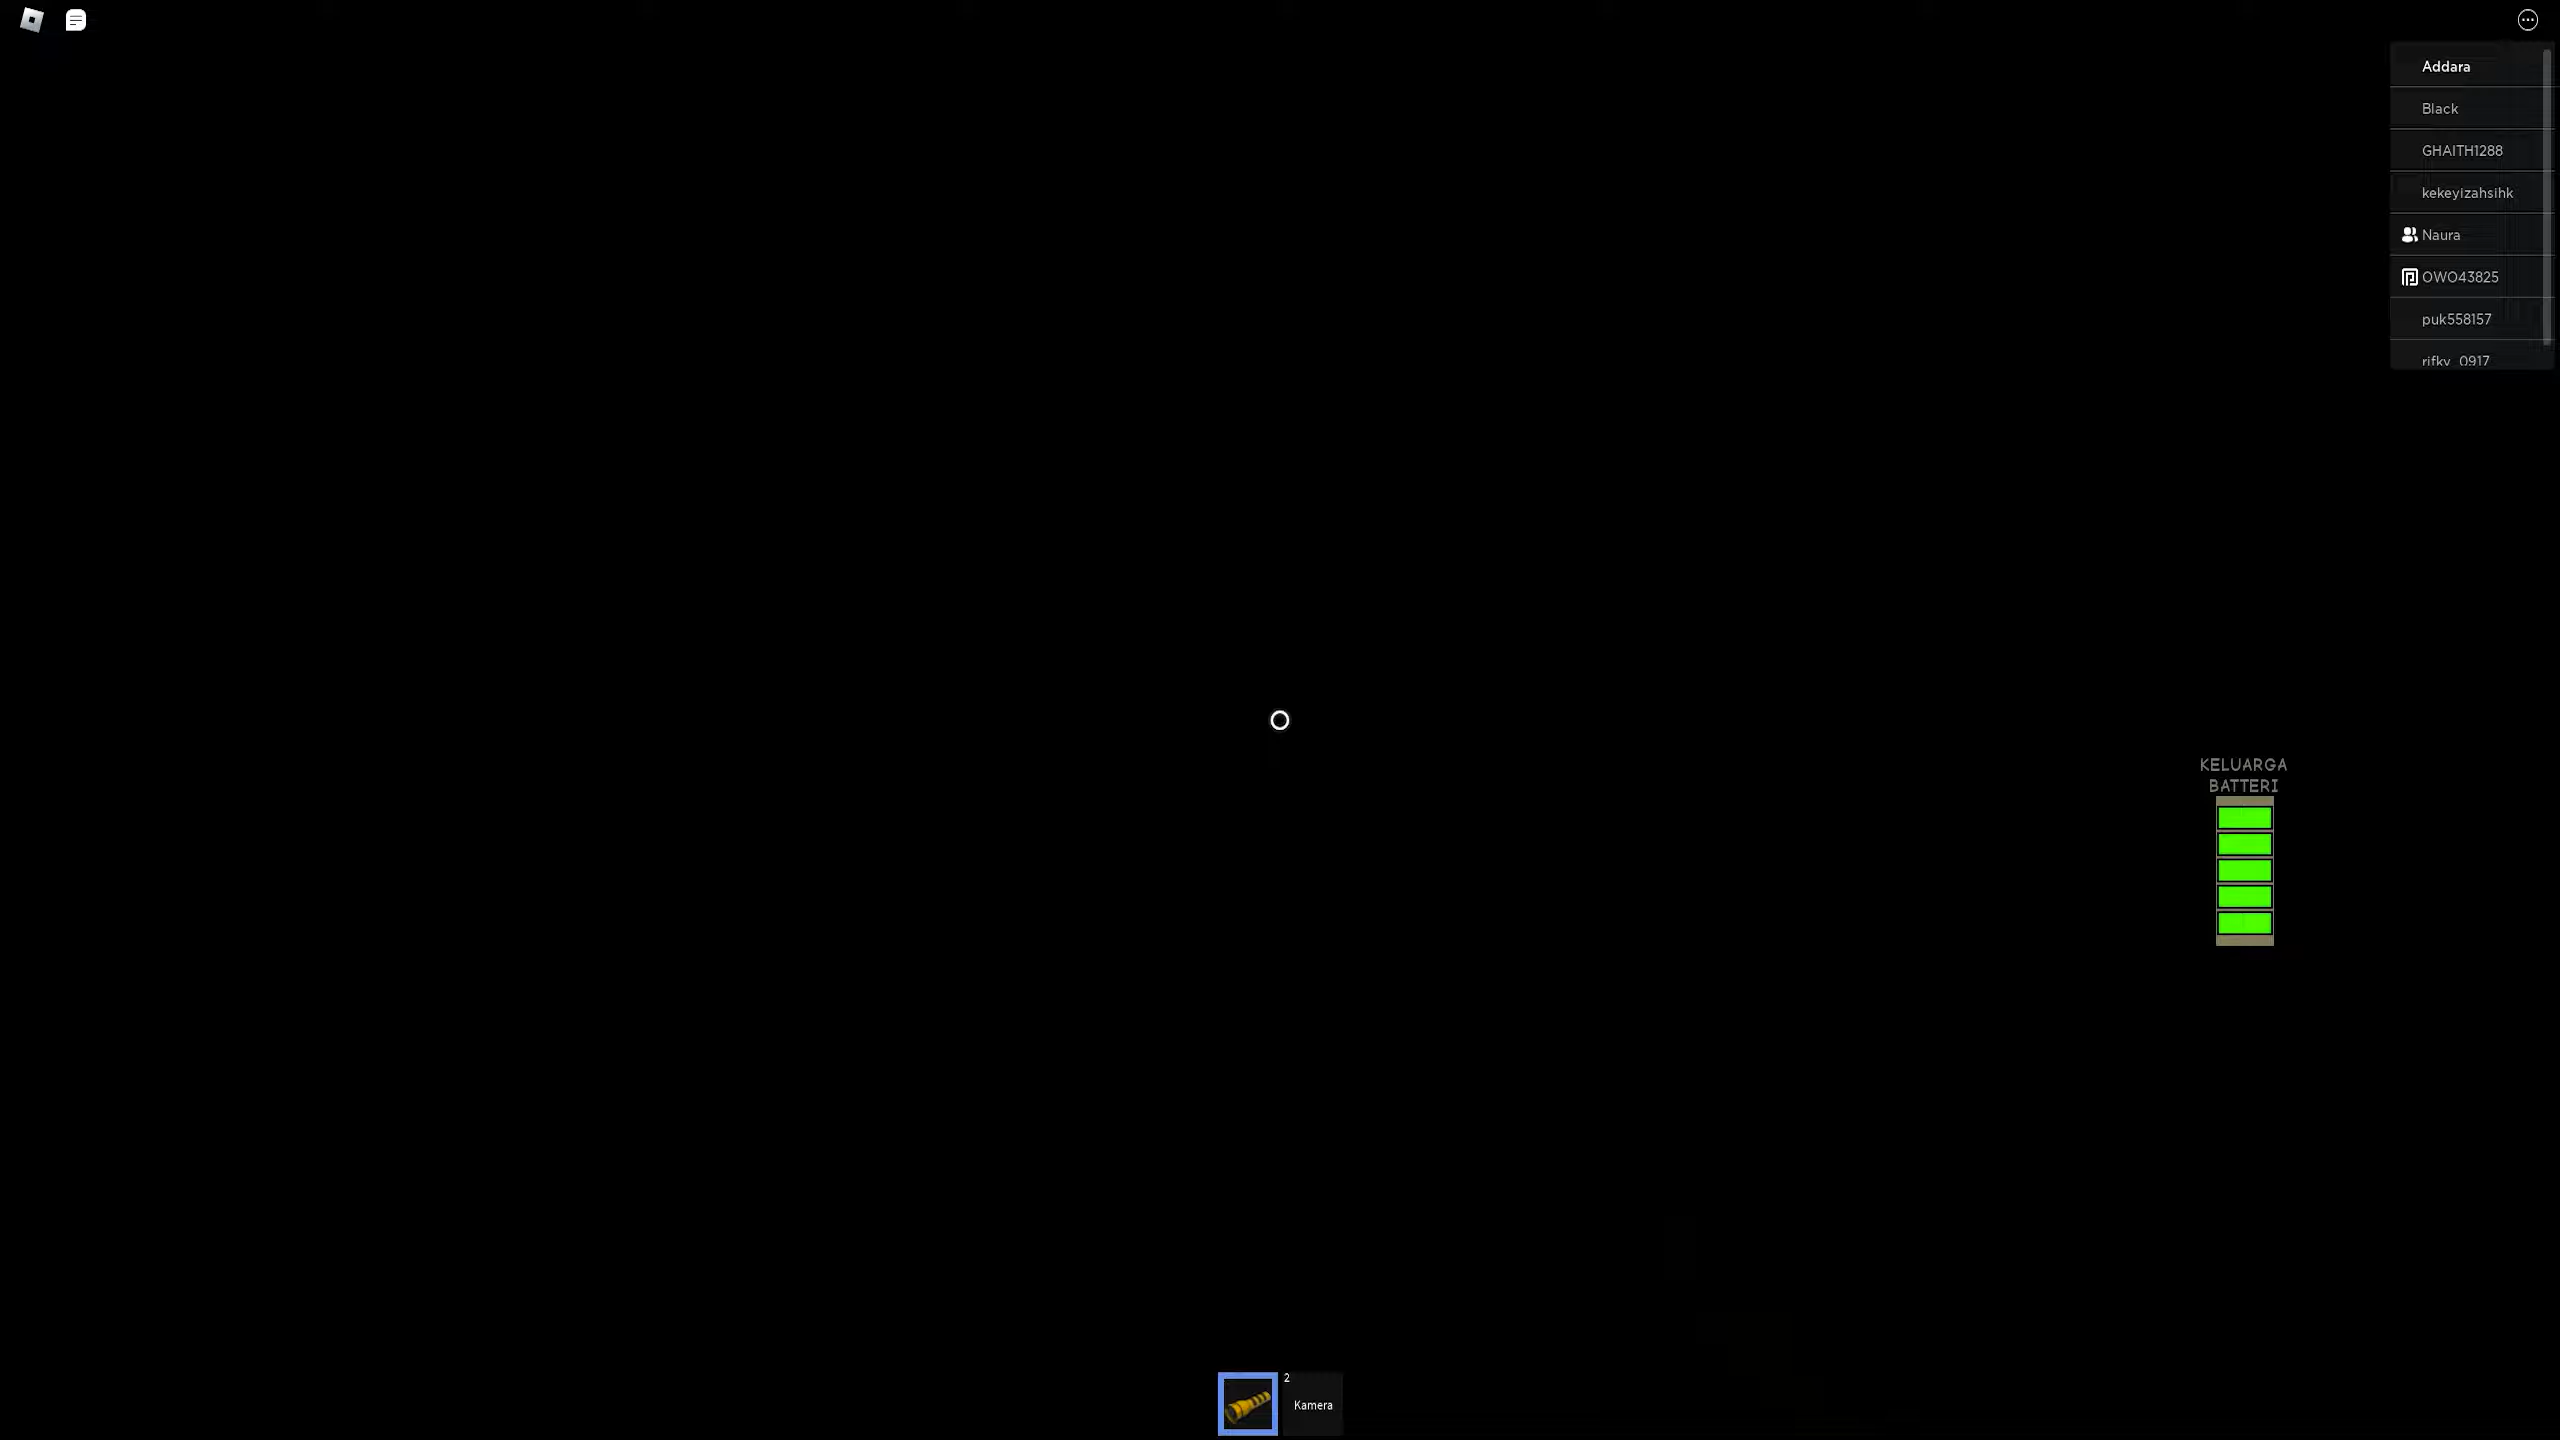 Addara
Black
GHAITH1288
kekeyizahsihk
Naura
OWO43825
puk558157
rifky_0917
KELUARGA
BATTERI
2
Kamera